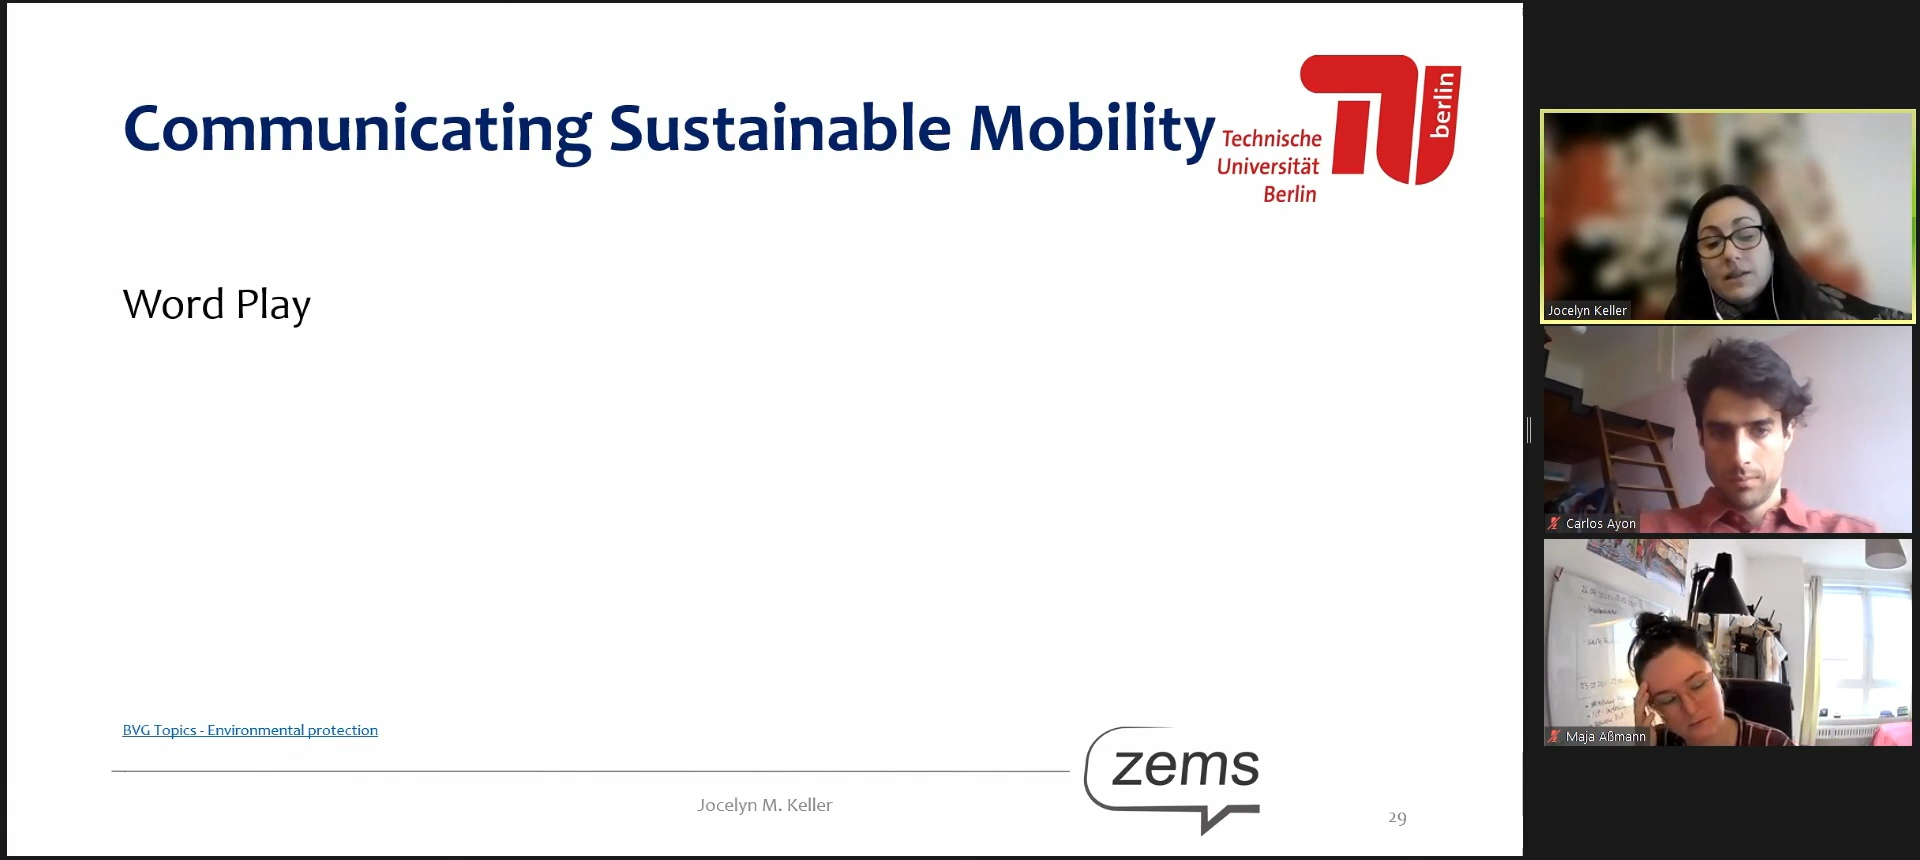 Communicating Sustainable Mobility
Technische
Universität
Berlin
berlin
Word Play
BVG Topics - Environmental protection
zems
Jocelyn M. Keller
29
Jocelyn Keller
Carlos Ayon
Maja Aßmann